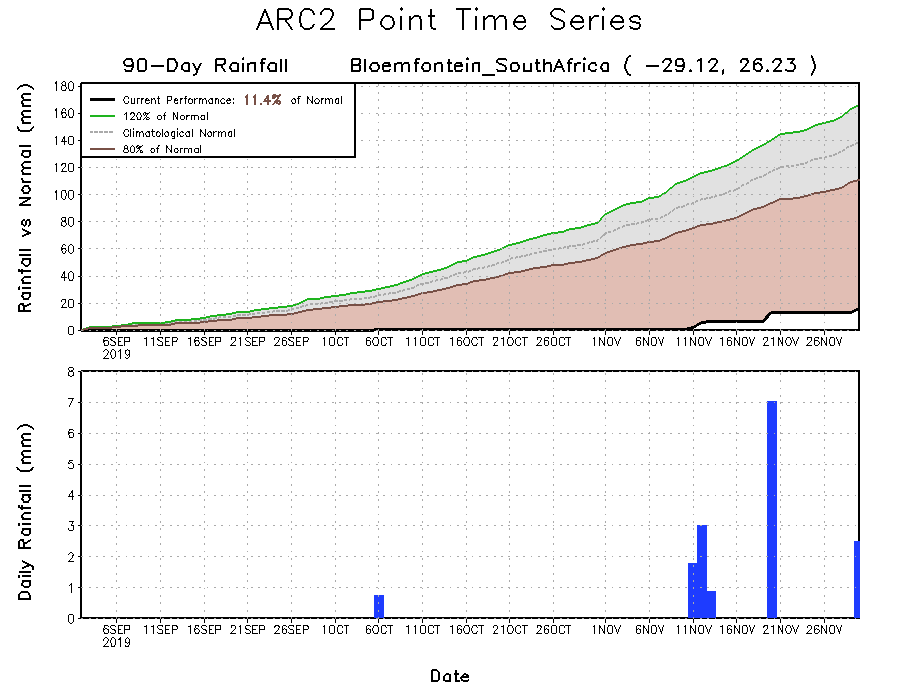 ARC2 Point Time Series
90-Day Rainfall Bloemfontein_SouthAfrica ( -29.12, 26.23 )
Rainfall vs Normal (mm)
180
160
140
120
100
80
60
40
20
0
Current Performance: 11.4% of Normal
120% of Normal
Climatological Normal
80% of Normal
6SEP 11SEP 16SEP 21SEP 26SEP 1OCT 6OCT 11OCT 16OCT 21OCT 26OCT 1NOV 6NOV 11NOV 16NOV 21NOV 26NOV
2019
Daily Rainfall (mm)
8
7
6
5
4
3
2
1
0
6SEP 11SEP 16SEP 21SEP 26SEP 1OCT 6OCT 11OCT 16OCT 21OCT 26OCT 1NOV 6NOV 11NOV 16NOV 21NOV 26NOV
2019
Date